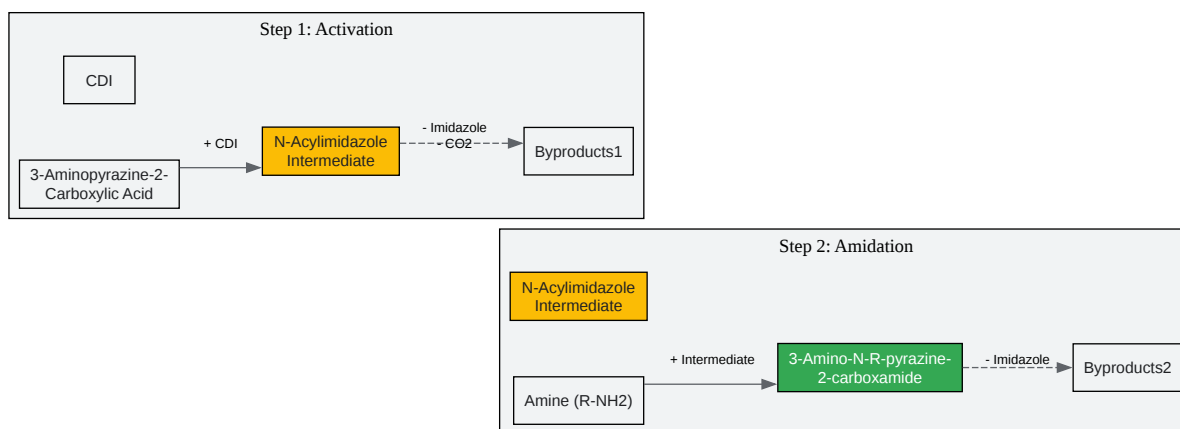 Step 1: Activation
CDI
+ CDI
N-Acylimidazole
Intermediate
- Imidazole
- CO2
Byproducts1
3-Aminopyrazine-2-
Carboxylic Acid
Step 2: Amidation
N-Acylimidazole
Intermediate
+ Intermediate
3-Amino-N-R-pyrazine-
2-carboxamide
- Imidazole
Byproducts2
Amine (R-NH2)